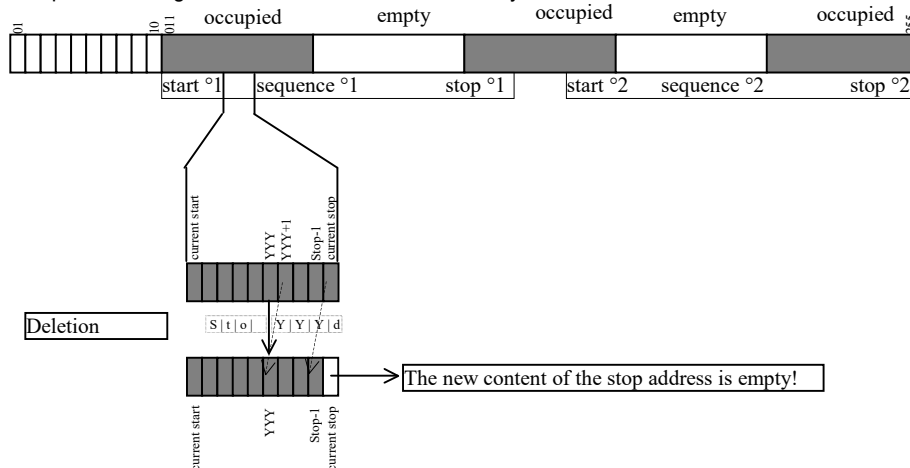 occupied empty occupied empty occupied
01 10 011 255
start °1 sequence °1 stop °1 start °2 sequence °2 stop °2
current start YYY YYY+1 Stop-1 current stop
Deletion
S | t | o | Y | Y | Y | d
The new content of the stop address is empty!
current start YYY Stop-1 current stop